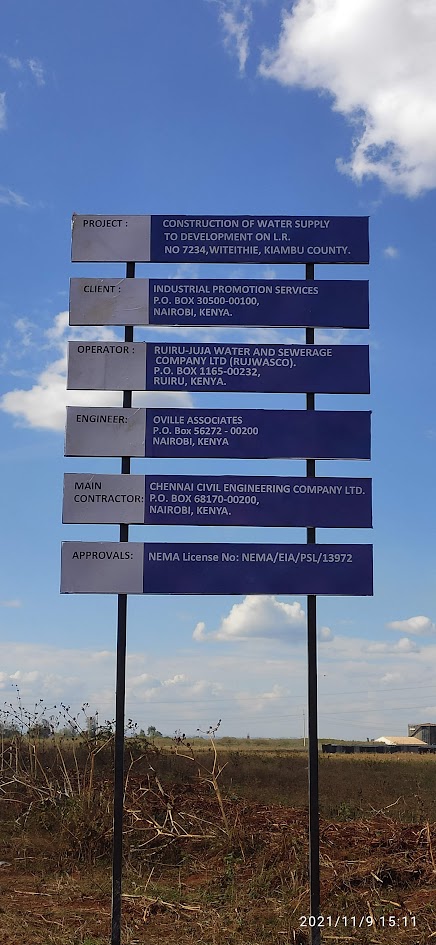 PROJECT : CONSTRUCTION OF WATER SUPPLY
TO DEVELOPMENT ON L.R.
NO 7234,WITEITHIE, KIAMBU COUNTY.
CLIENT : INDUSTRIAL PROMOTION SERVICES
P.O. BOX 30500-00100,
NAIROBI, KENYA.
OPERATOR : RUIRU-JUJA WATER AND SEWERAGE
COMPANY LTD (RUJWASCO).
P.O. BOX 1165-00232,
RUIRU, KENYA.
ENGINEER: OVILLE ASSOCIATES
P.O. Box 56272 - 00200
NAIROBI, KENYA
MAIN
CONTRACTOR:
CHENNAI CIVIL ENGINEERING COMPANY LTD.
P.O. BOX 68170-00200,
NAIROBI, KENYA.
APPROVALS: NEMA License No: NEMA/EIA/PSL/13972
2021/11/9 15:11